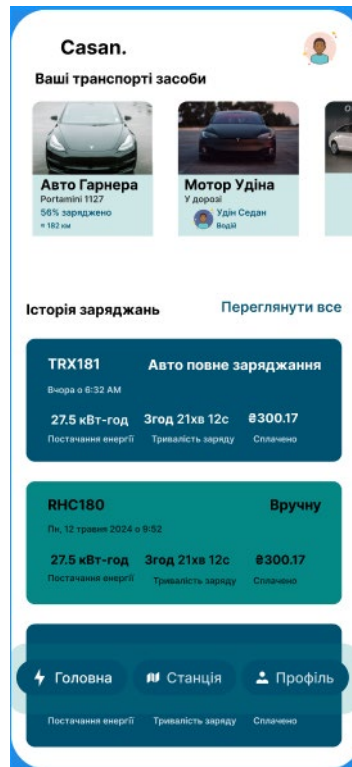 Casan.
Ваші транспорті засоби
Авто Гарнера
Portamini 1127
56% заряджено
≈ 182 км
Мотор Удіна
У дорозі
Удін Седан
Водій
Історія заряджань
Переглянути все
TRX181 Авто повне заряджання
Вчора о 6:32 AM
27.5 кВт-год 3год 21хв 12с ₴300.17
Постачання енергії Тривалість заряду Сплачено
RHC180 Вручну
Пн, 12 травня 2024 о 9:52
27.5 кВт-год 3год 21хв 12с ₴300.17
Постачання енергії Тривалість заряду Сплачено
Головна Станція Профіль
Постачання енергії Тривалість заряду Сплачено